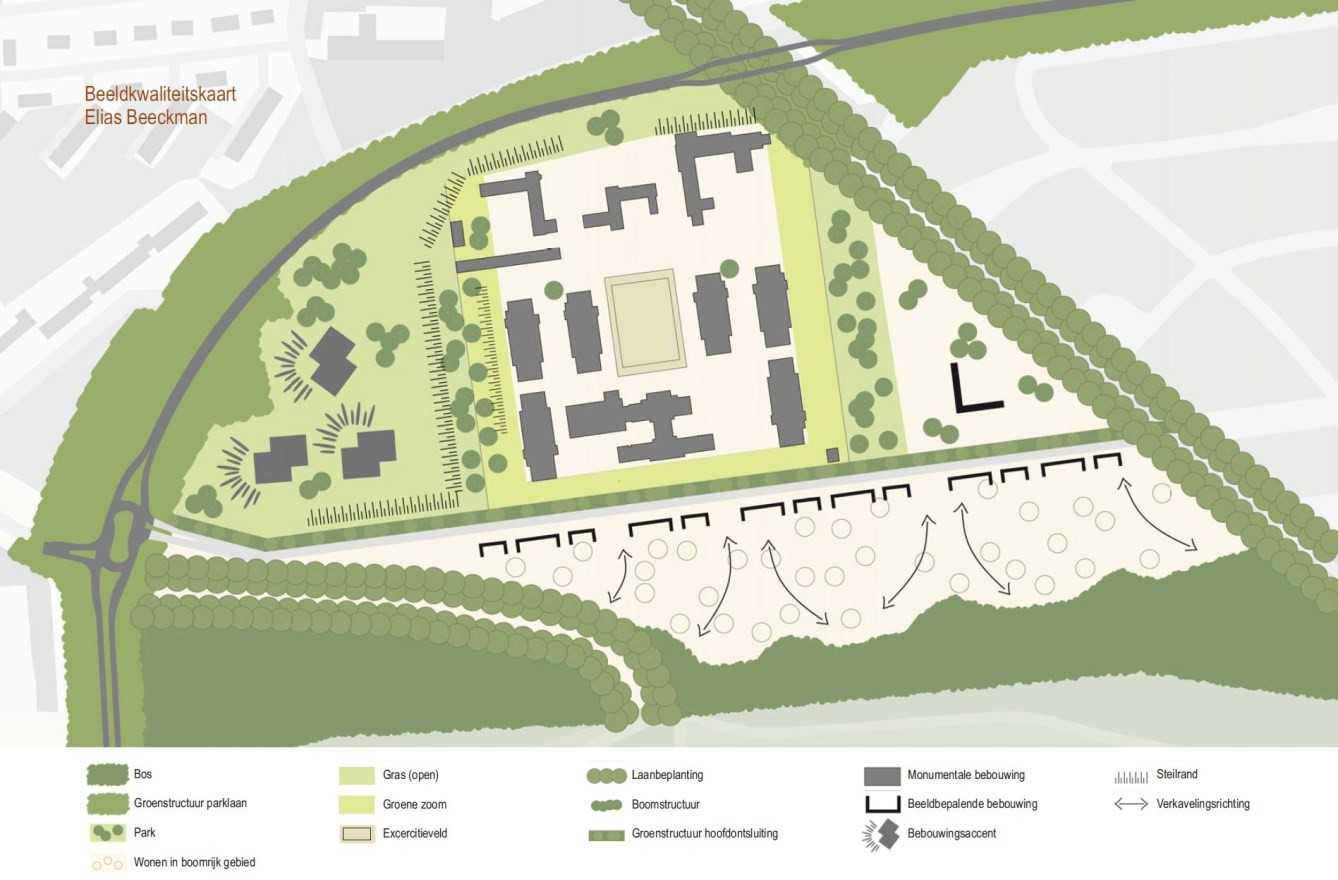 Beeldkwaliteitskaart
Elias Beeckman
Bos
Groenstructuur parklaan
Park
Wonen in boomrijk gebied
Gras (open)
Groene zoom
Excercitieveld
Laanbeplanting
Boomstructuur
Groenstructuur hoofdontsluiting
Monumentale bebouwing
Beeldbepalende bebouwing
Bebouwingsaccent
Steilrand
Verkavelingsrichting